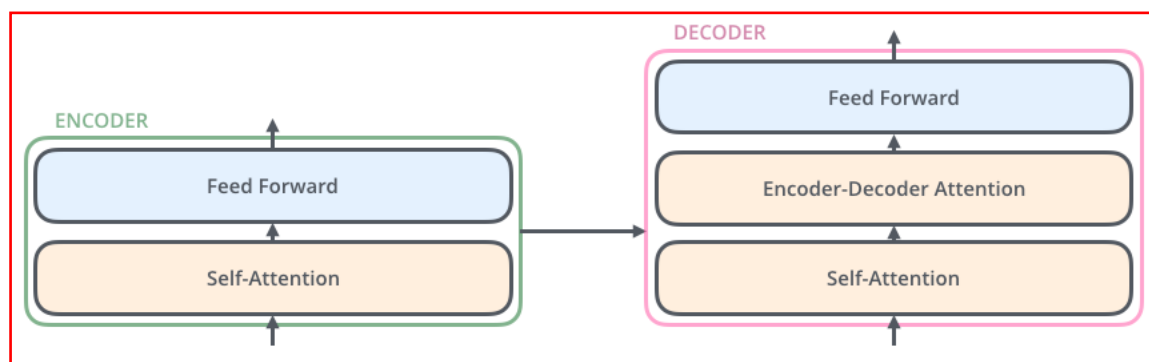 ENCODER
Feed Forward
Self-Attention
DECODER
Feed Forward
Encoder-Decoder Attention
Self-Attention